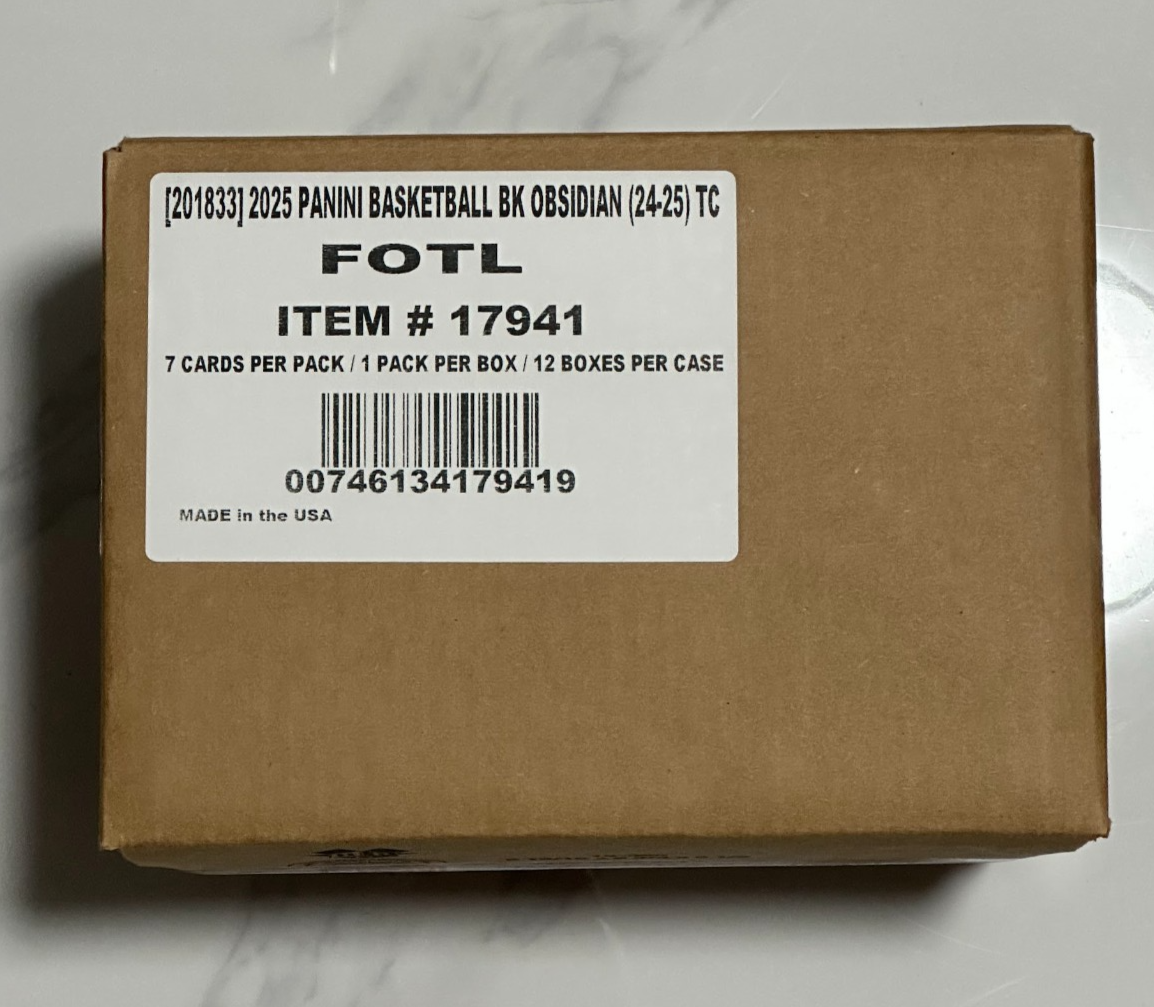 [201833] 2025 PANINI BASKETBALL BK OBSIDIAN (24-25) TC
FOTL
ITEM # 17941
7 CARDS PER PACK / 1 PACK PER BOX / 12 BOXES PER CASE
00746134179419
MADE in the USA